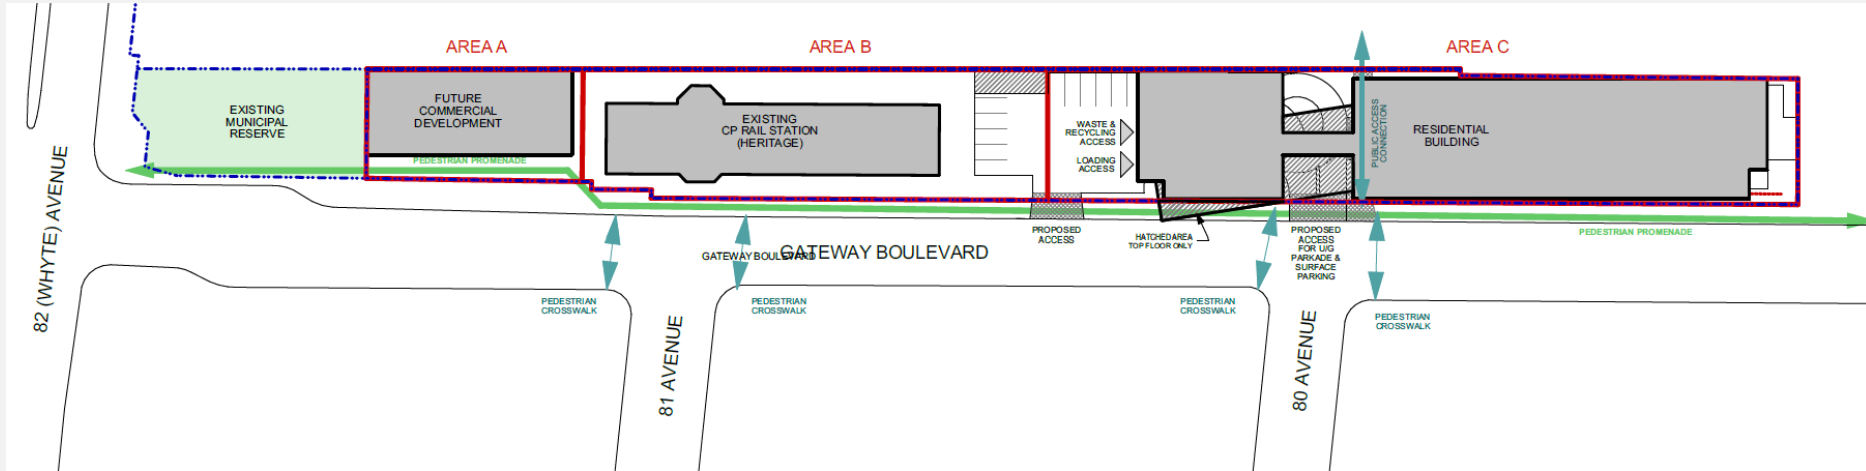 AREA A
AREA B
AREA C
EXISTING
MUNICIPAL
RESERVE
FUTURE
COMMERCIAL
DEVELOPMENT
EXISTING
CP RAIL STATION
(HERITAGE)
WASTE &
RECYCLING
ACCESS
LOADING
ACCESS
PUBLIC ACCESS
CONNECTION
RESIDENTIAL
BUILDING
PEDESTRIAN PROMENADE
PROPOSED
ACCESS
HATCHED AREA
TOP FLOOR ONLY
PROPOSED
ACCESS
FOR U/G
PARKADE &
SURFACE
PARKING
PEDESTRIAN PROMENADE
GATEWAY BOULEVARD
GATEWAY BOULEVARD
PEDESTRIAN
CROSSWALK
PEDESTRIAN
CROSSWALK
PEDESTRIAN
CROSSWALK
PEDESTRIAN
CROSSWALK
82 (WHYTE) AVENUE
81 AVENUE
80 AVENUE